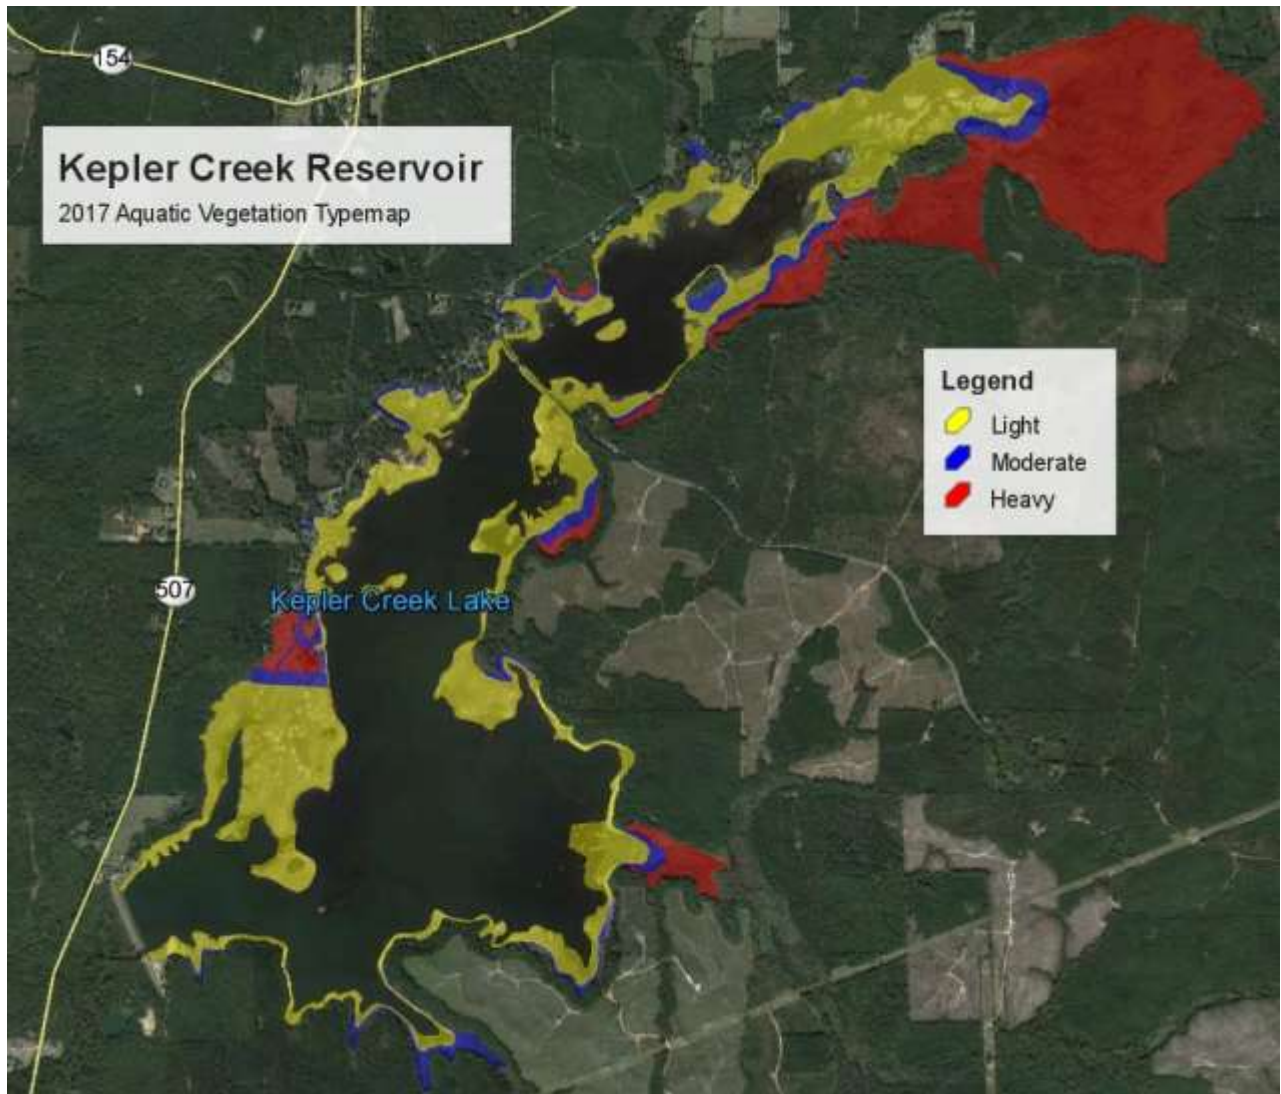 154
Kepler Creek Reservoir
2017 Aquatic Vegetation Typemap
Legend
Light
Moderate
Heavy
507
Kepler Creek Lake